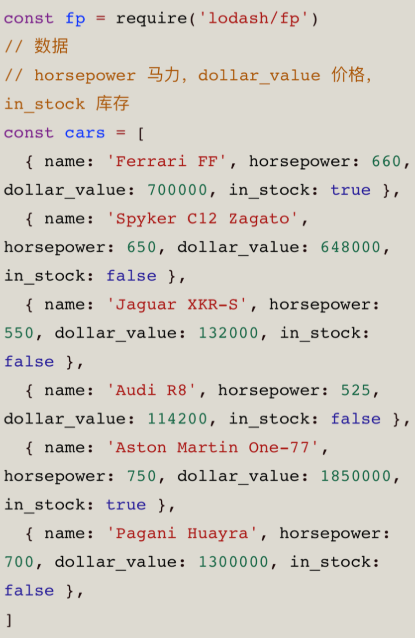 const fp = require('lodash/fp')
// 数据
// horsepower 马力, dollar_value 价格,
in_stock 库存
const cars = [
  { name: 'Ferrari FF', horsepower: 660,
dollar_value: 700000, in_stock: true },
  { name: 'Spyker C12 Zagato',
horsepower: 650, dollar_value: 648000,
in_stock: false },
  { name: 'Jaguar XKR-S', horsepower:
550, dollar_value: 132000, in_stock:
false },
  { name: 'Audi R8', horsepower: 525,
dollar_value: 114200, in_stock: false },
  { name: 'Aston Martin One-77',
horsepower: 750, dollar_value: 1850000,
in_stock: true },
  { name: 'Pagani Huayra', horsepower:
700, dollar_value: 1300000, in_stock:
false },
]